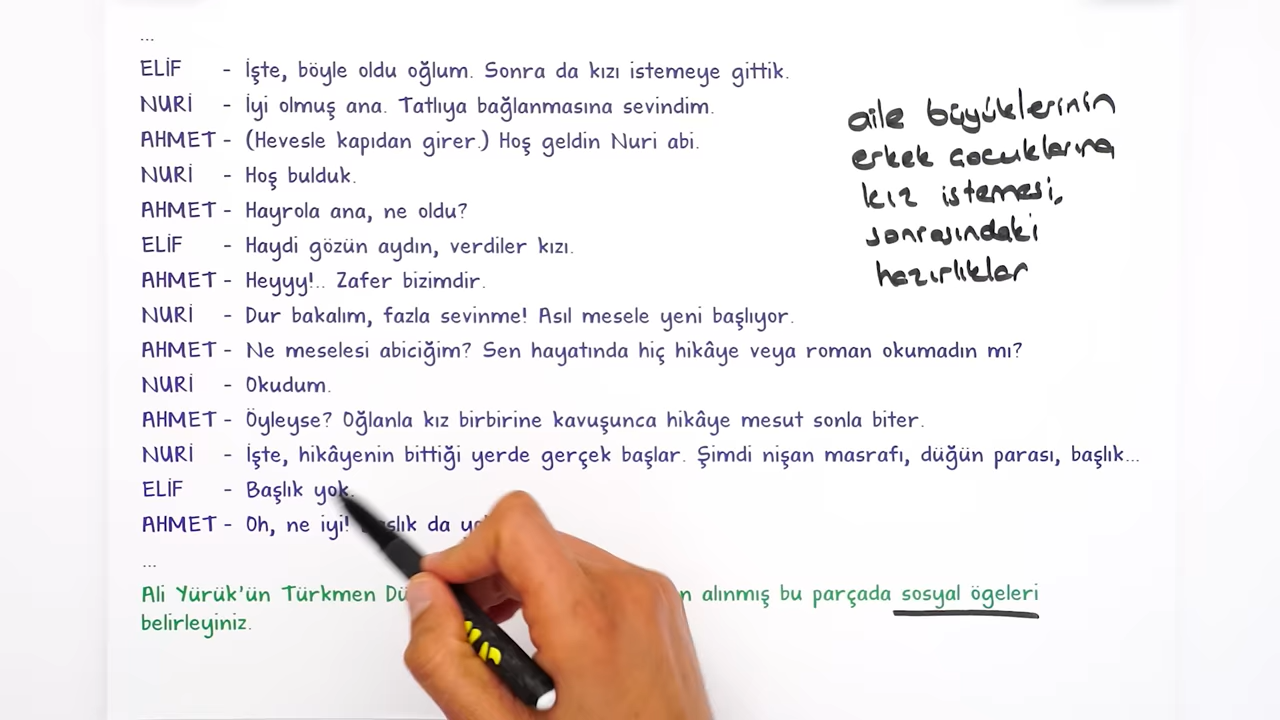 ...
ELİF - İşte, böyle oldu oğlum. Sonra da kızı istemeye gittik.
NURİ - İyi olmuş ana. Tatlıya bağlanmasına sevindim.
AHMET - (Hevesle kapıdan girer.) Hoş geldin Nuri abi.
NURİ - Hoş bulduk.
AHMET - Hayrola ana, ne oldu?
ELİF - Haydi gözün aydın, verdiler kızı.
AHMET - Heyyy!.. Zafer bizimdir.
NURİ - Dur bakalım, fazla sevinme! Asıl mesele yeni başlıyor.
AHMET - Ne meselesi abiciğim? Sen hayatında hiç hikâye veya roman okumadın mı?
NURİ - Okudum.
AHMET - Öyleyse? Oğlanla kız birbirine kavuşunca hikâye mesut sonla biter.
NURİ - İşte, hikâyenin bittiği yerde gerçek başlar. Şimdi nişan masrafı, düğün parası, başlık...
ELİF - Başlık yok.
AHMET - Oh, ne iyi! da
...
Ali Yürük'ün Türkmen alınmış bu parçada sosyal ögeleri
belirleyiniz.
aile büyüklerinin
erkek çocuklarına
kız istemesi,
sonrasındaki
hazırlıklar